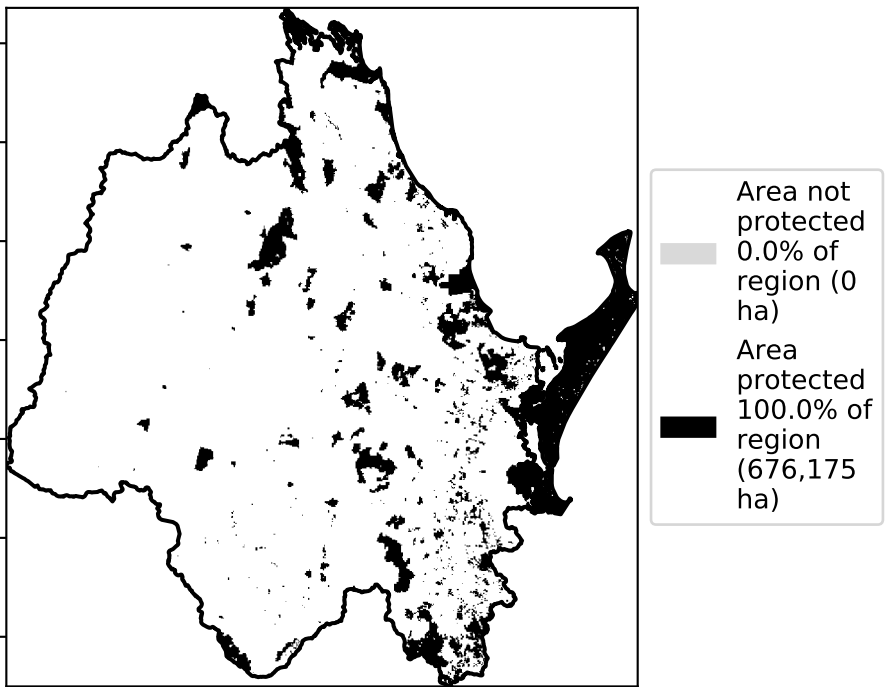 Area not
protected
0.0% of
region (0
ha)
Area
protected
100.0% of
region
(676,175
ha)